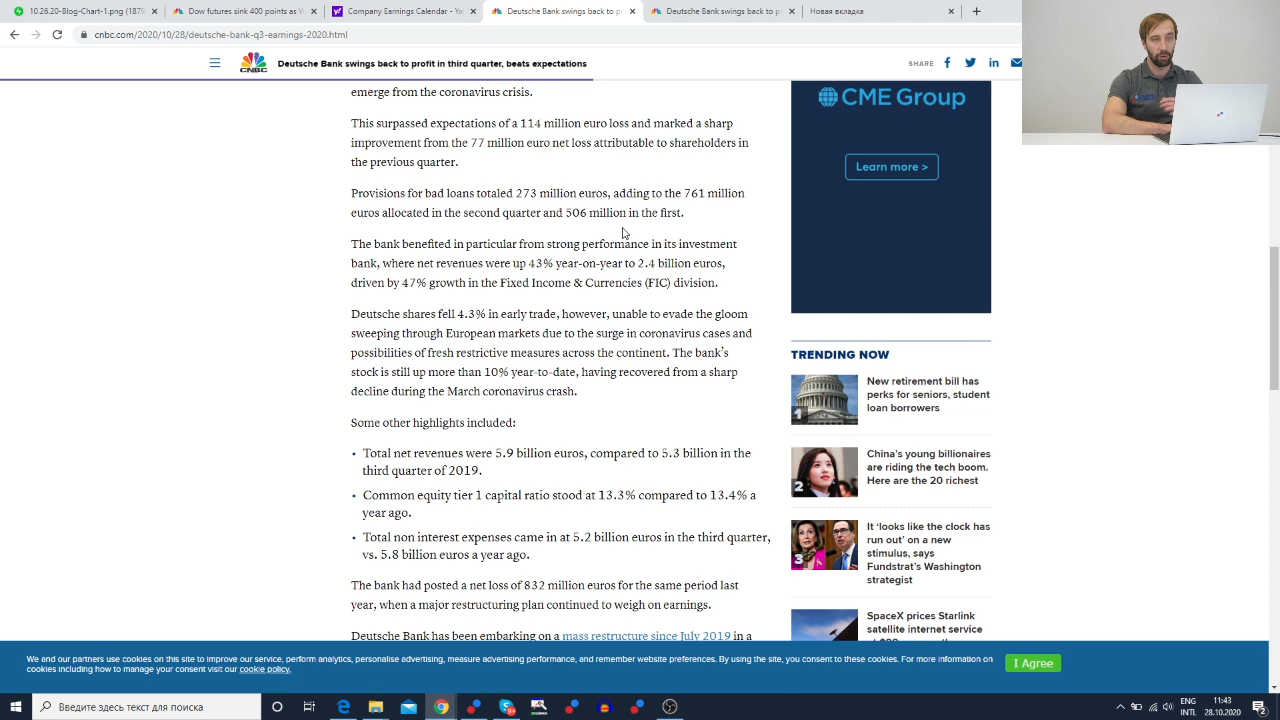 10.26.20-Blog-Chart-1.png (1879
Dow futures sink 400 points as W
Company Earnings Calendar - Ya
Deutsche Bank swings back to p
Deutsche Bank swings back to p
Новая вкладка
cnbc.com/2020/10/28/deutsche-bank-q3-earnings-2020.html
CNBC
Deutsche Bank swings back to profit in third quarter, beats expectations
SHARE
emerge from the coronavirus crisis.
This surpassed expectations of a 114 million euro loss and marked a sharp
improvement from the 77 million euro net loss attributable to shareholders in
the previous quarter.
Provisions for bad loans totaled 273 million euros, adding to the 761 million
euros allocated in the second quarter and 506 million in the first.
The bank benefited in particular from strong performance in its investment
bank, where net revenues were up 43% year-on-year to 2.4 billion euros,
driven by 47% growth in the Fixed Income & Currencies (FIC) division.
Deutsche shares fell 4.3% in early trade, however, unable to evade the gloom
sweeping through European markets due to the surge in coronavirus cases and
possibilities of fresh restrictive measures across the continent. The bank's
stock is still up more than 10% year-to-date, having recovered from a sharp
decline during the March coronavirus crash.
Some other highlights included:
• Total net revenues were 5.9 billion euros, compared to 5.3 billion in the
third quarter of 2019.
• Common equity tier 1 capital ratio stood at 13.3% compared to 13.4% a
year ago.
• Total non interest expenses came in at 5.2 billion euros in the third quarter,
vs. 5.8 billion euros a year ago.
The bank had posted a net loss of 832 million euros for the same period last
year, when a major restructuring plan continued to weigh on earnings.
Deutsche Bank has been embarking on a mass restructure since July 2019 in a
CME Group
Learn more >
TRENDING NOW
1
New retirement bill has
perks for seniors, student
loan borrowers
2
China's young billionaires
are riding the tech boom.
Here are the 20 richest
3
It 'looks like the clock has
run out' on a new
stimulus, says
Fundstrat's Washington
strategist
SpaceX prices Starlink
satellite internet service
We and our partners use cookies on this site to improve our service, perform analytics, personalise advertising, measure advertising performance, and remember website preferences. By using the site, you consent to these cookies. For more information on
cookies including how to manage your consent visit our cookie policy.
I Agree
Введите здесь текст для поиска
ENG
INTL
11:43
28.10.2020
2